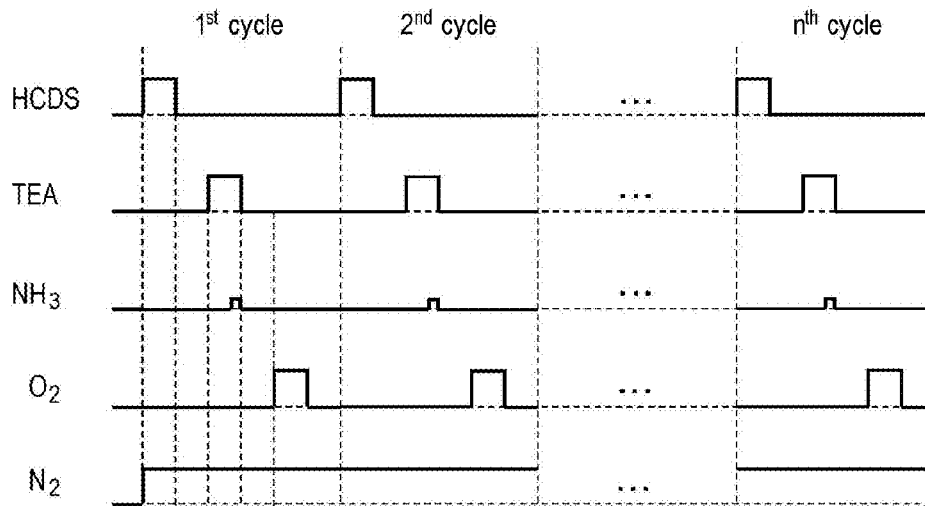 1st cycle 2nd cycle nth cycle
HCDS ...
TEA ...
NH3 ...
O2 ...
N2 ...